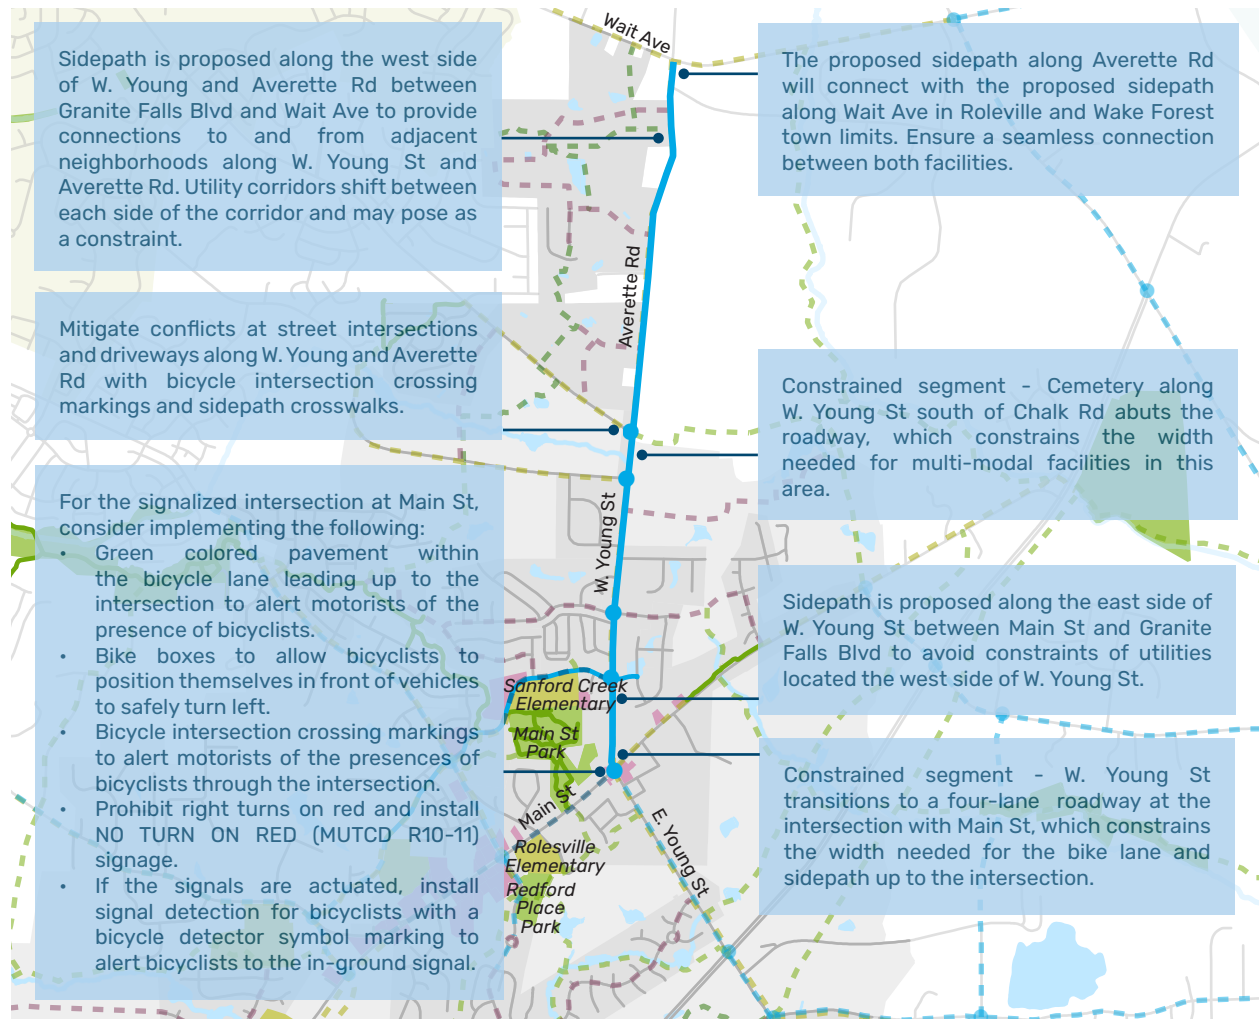 Wait Ave
Sidepath is proposed along the west side
of W. Young and Averette Rd between
Granite Falls Blvd and Wait Ave to provide
connections to and from adjacent
neighborhoods along W. Young St and
Averette Rd. Utility corridors shift between
each side of the corridor and may pose as
a constraint.
The proposed sidepath along Averette Rd
will connect with the proposed sidepath
along Wait Ave in Roleville and Wake Forest
town limits. Ensure a seamless connection
between both facilities.
Averette Rd
Mitigate conflicts at street intersections
and driveways along W. Young and Averette
Rd with bicycle intersection crossing
markings and sidepath crosswalks.
Constrained segment - Cemetery along
W. Young St south of Chalk Rd abuts the
roadway, which constrains the width
needed for multi-modal facilities in this
area.
W. Young St
For the signalized intersection at Main St,
consider implementing the following:
• Green colored pavement within
the bicycle lane leading up to the
intersection to alert motorists of the
presence of bicyclists.
• Bike boxes to allow bicyclists to
position themselves in front of vehicles
to safely turn left.
• Bicycle intersection crossing markings
to alert motorists of the presences of
bicyclists through the intersection.
• Prohibit right turns on red and install
NO TURN ON RED (MUTCD R10-11)
signage.
• If the signals are actuated, install
signal detection for bicyclists with a
bicycle detector symbol marking to
alert bicyclists to the in-ground signal.
Sidepath is proposed along the east side of
W. Young St between Main St and Granite
Falls Blvd to avoid constraints of utilities
located the west side of W. Young St.
Sanford Creek
Elementary
Main St
Park
Main St
Constrained segment - W. Young St
transitions to a four-lane roadway at the
intersection with Main St, which constrains
the width needed for the bike lane and
sidepath up to the intersection.
E. Young St
Rolesville
Elementary
Redford
Place
Park